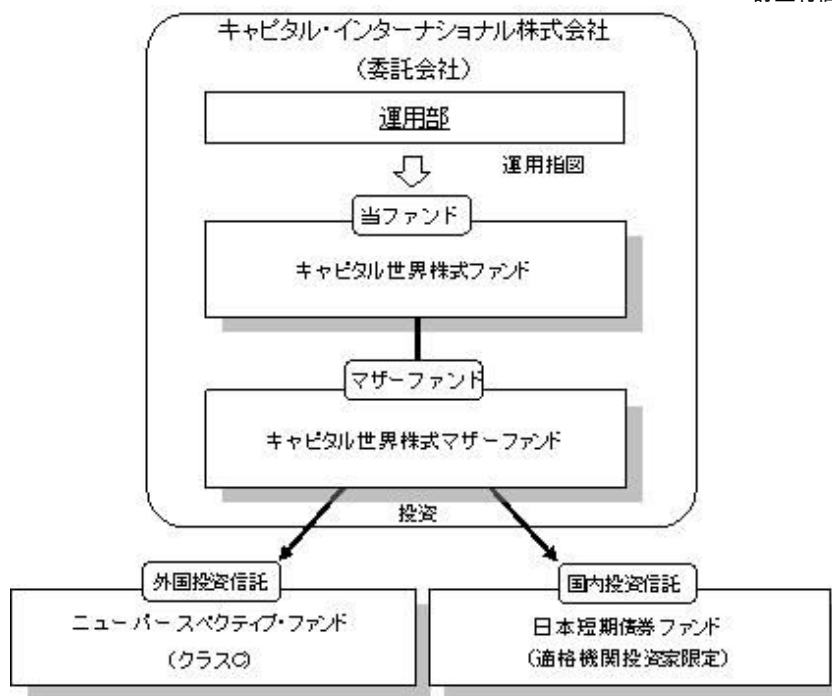 キャピタル・インターナショナル株式会社
(委託会社)
運用部
運用指図
当ファンド
キャピタル世界株式ファンド
マザーファンド
キャピタル世界株式マザーファンド
投資
外国投資信託
ニューパースペクティブ・ファンド
(クラスC)
国内投資信託
日本短期債券ファンド
(適格機関投資家限定)